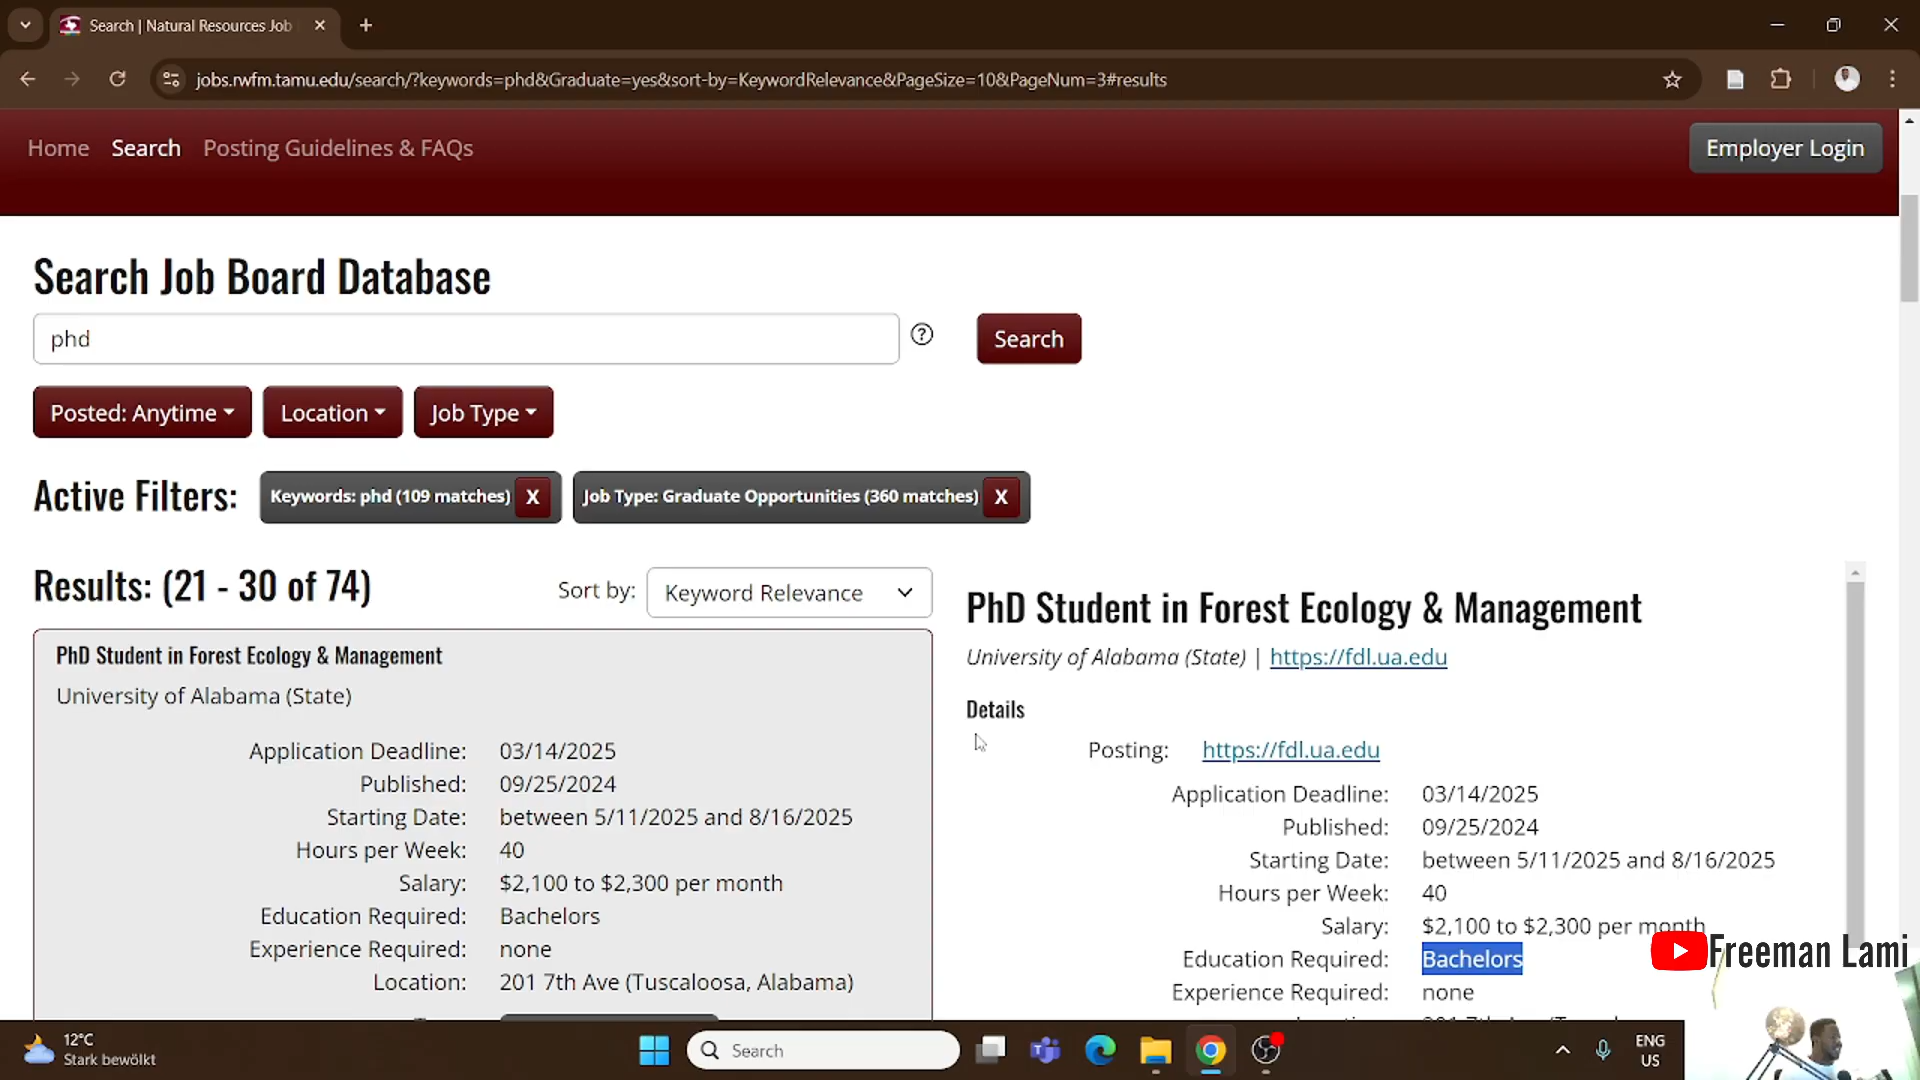 Search | Natural Resources Job
jobs.rwfm.tamu.edu/search/?keywords=phd&Graduate=yes&sort-by=KeywordRelevance&PageSize=10&PageNum=3#results
Home Search Posting Guidelines & FAQs Employer Login
Search Job Board Database
phd
Search
Posted: Anytime Location Job Type
Active Filters: Keywords: phd (109 matches) X Job Type: Graduate Opportunities (360 matches) X
Results: (21 - 30 of 74) Sort by: Keyword Relevance
PhD Student in Forest Ecology & Management
University of Alabama (State)
Application Deadline: 03/14/2025
Published: 09/25/2024
Starting Date: between 5/11/2025 and 8/16/2025
Hours per Week: 40
Salary: $2,100 to $2,300 per month
Education Required: Bachelors
Experience Required: none
Location: 201 7th Ave (Tuscaloosa, Alabama)
PhD Student in Forest Ecology & Management
University of Alabama (State) | https://fdl.ua.edu
Details
Posting: https://fdl.ua.edu
Application Deadline: 03/14/2025
Published: 09/25/2024
Starting Date: between 5/11/2025 and 8/16/2025
Hours per Week: 40
Salary: $2,100 to $2,300 per month
Education Required: Bachelors
Experience Required: none
Freeman Lami
12°C
Stark bewölkt
Search
ENG
US